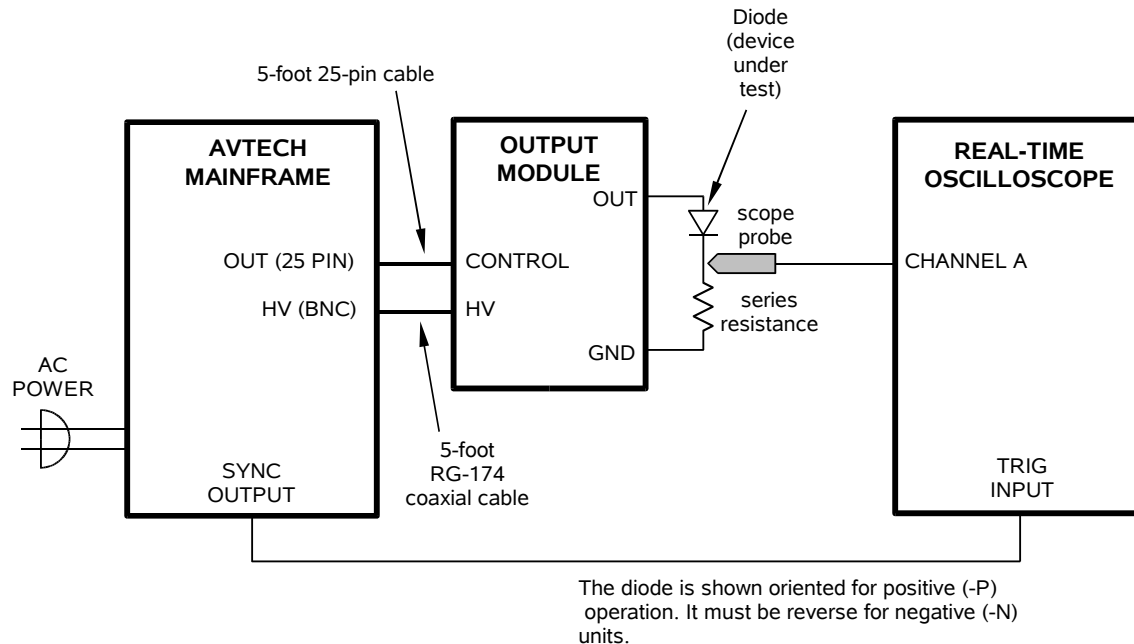 Diode
(device
under
test)
5-foot 25-pin cable
AVTECH
MAINFRAME
OUTPUT
MODULE
REAL-TIME
OSCILLOSCOPE
OUT
scope
probe
OUT (25 PIN)
CONTROL
CHANNEL A
HV (BNC)
HV
series
resistance
GND
AC
POWER
5-foot
RG-174
coaxial cable
SYNC
OUTPUT
TRIG
INPUT
The diode is shown oriented for positive (-P)
operation. It must be reverse for negative (-N)
units.